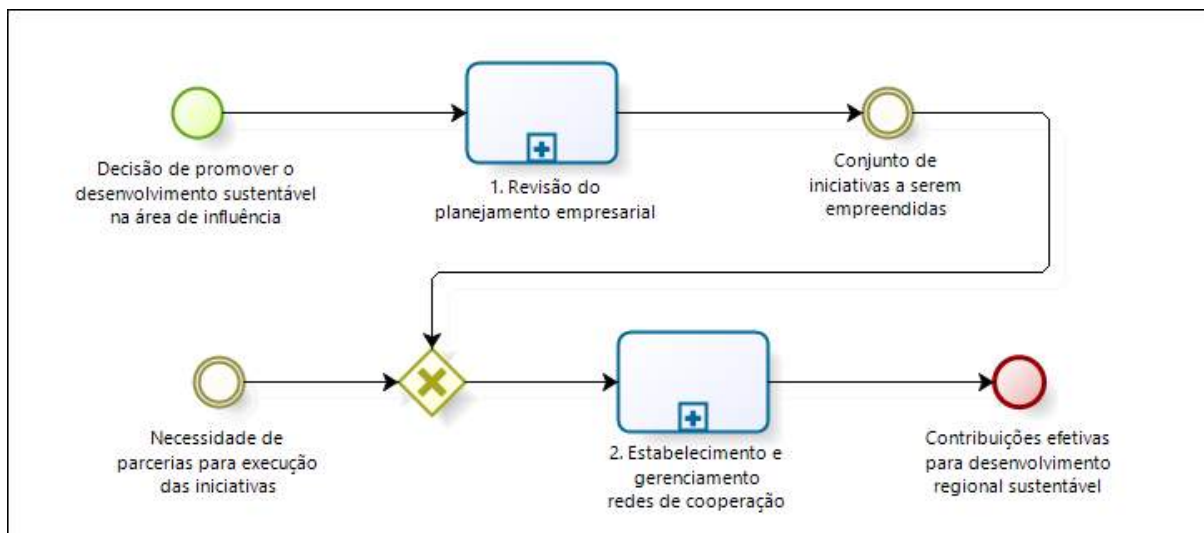 Decisão de promover o
desenvolvimento sustentável
na área de influência
1. Revisão do
planejamento empresarial
Conjunto de
iniciativas a serem
empreendidas
Necessidade de
parcerias para execução
das iniciativas
2. Estabelecimento e
gerenciamento
redes de cooperação
Contribuições efetivas
para desenvolvimento
regional sustentável